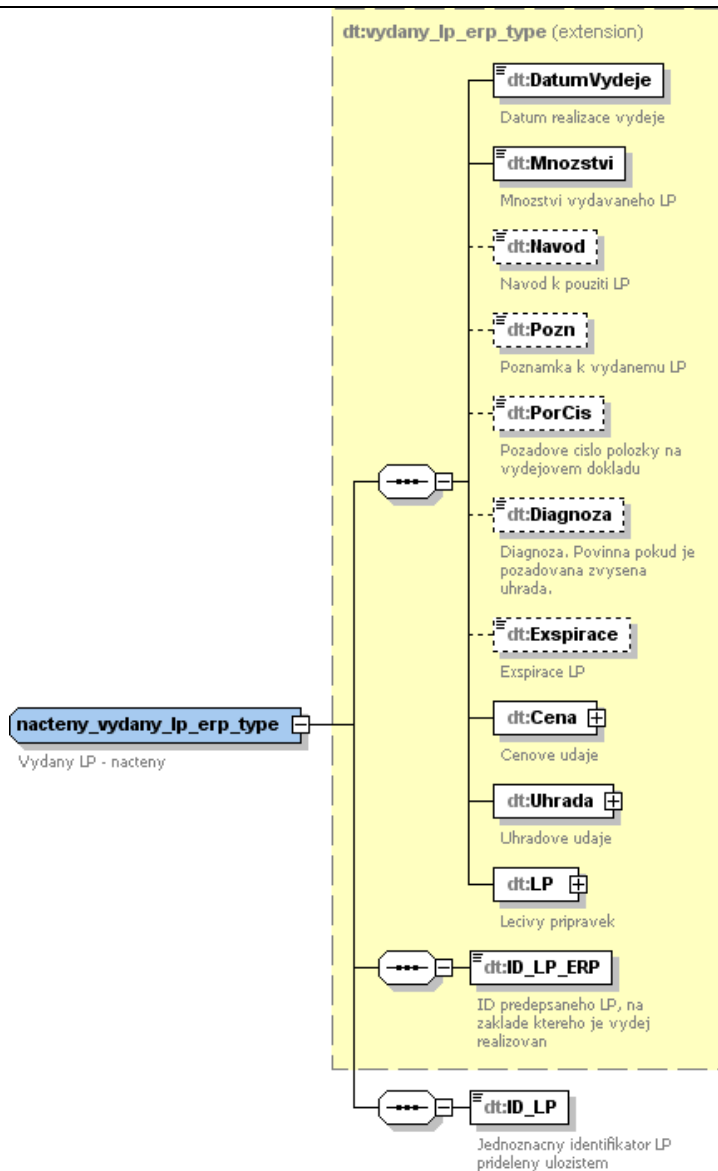 dt:vydany_lp_erp_type (extension)
dt:DatumVydeje
Datum realizace vydeje
dt:Mnozstvi
Mnozstvi vydavaneho LP
dt:Navod
Navod k pouziti LP
dt:Pozn
Poznamka k vydanemu LP
dt:PorCis
Pozadove cislo polozky na
vydejovem dokladu
dt:Diagnoza
Diagnoza. Povinna pokud je
pozadovana zvysena
uhrada.
dt:Exspirace
Exspirace LP
nacteny_vydany_lp_erp_type
Vydany LP - nacteny
dt:Cena
Cenove udaje
dt:Uhrada
Uhradove udaje
dt:LP
Lecivy pripravek
dt:ID_LP_ERP
ID predepsaneho LP, na
zaklade ktereho je vydej
realizovan
dt:ID_LP
Jednoznacny identifikator LP
prideleny ulozistem